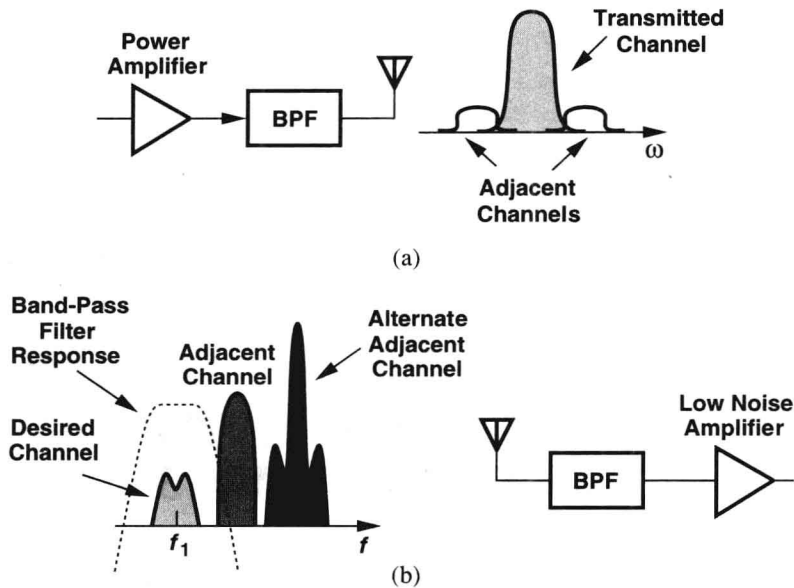 Power
Amplifier
BPF
Transmitted
Channel
ω
Adjacent
Channels
(a)
Band-Pass
Filter
Response
Desired
Channel
Adjacent
Channel
Alternate
Adjacent
Channel
f1
f
Low Noise
Amplifier
BPF
(b)